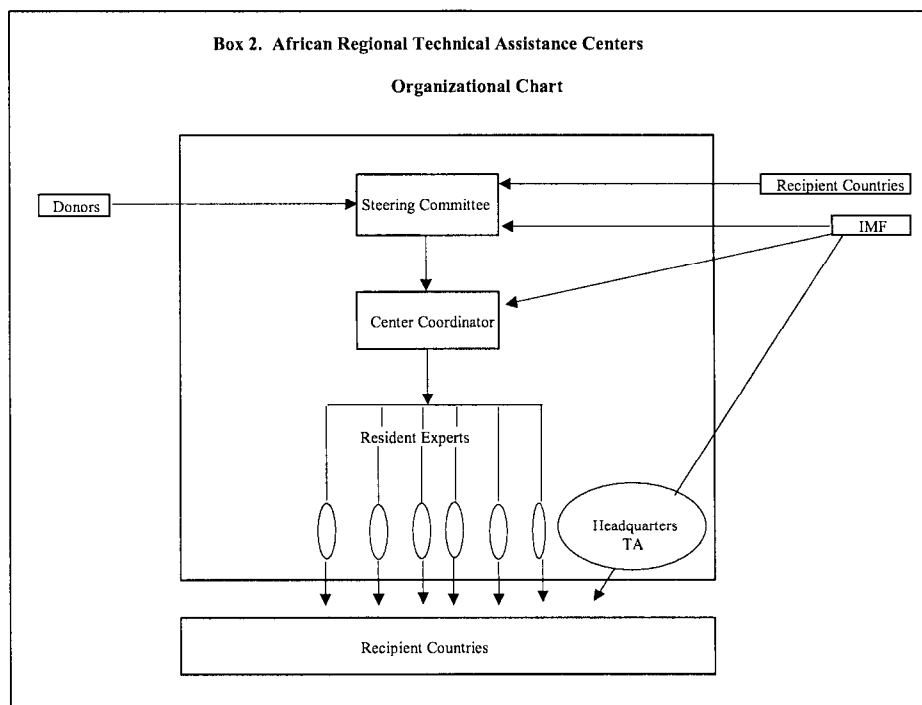 Box 2. African Regional Technical Assistance Centers
Organizational Chart
Recipient Countries
Donors
Steering Committee
IMF
Center Coordinator
Resident Experts
Headquarters
TA
Recipient Countries